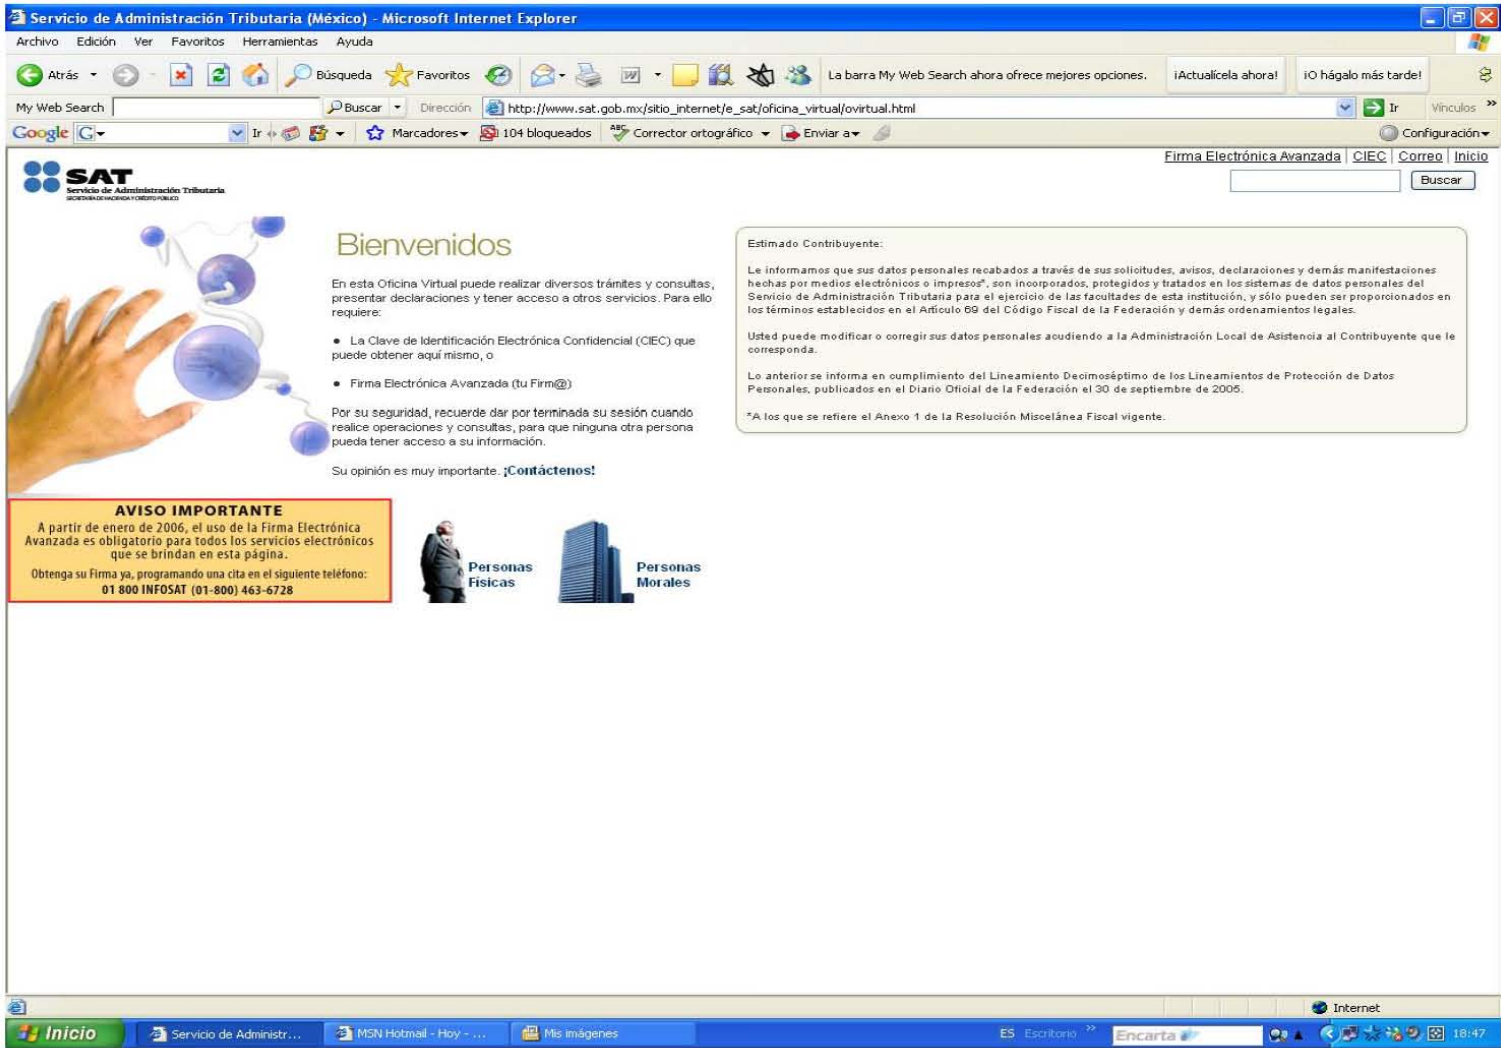 Servicio de Administración Tributaria (México) - Microsoft Internet Explorer
Archivo Edición Ver Favoritos Herramientas Ayuda
Atrás Búsqueda Favoritos La barra My Web Search ahora ofrece mejores opciones. ¡Actualícela ahora! ¡O hágalo más tarde!
My Web Search Buscar Dirección http://www.sat.gob.mx/sitio_internet/e_sat/oficina_virtual/ovirtual.html Ir Vínculos »
Google G Ir Marcadores 104 bloqueados ABC Corrector ortográfico Enviar a Configuración
Firma Electrónica Avanzada | CIEC | Correo | Inicio
Buscar
SAT
Servicio de Administración Tributaria
SECRETARÍA DE HACIENDA Y CRÉDITO PÚBLICO
Bienvenidos
En esta Oficina Virtual puede realizar diversos trámites y consultas,
presentar declaraciones y tener acceso a otros servicios. Para ello
requiere:
• La Clave de Identificación Electrónica Confidencial (CIEC) que
puede obtener aquí mismo, o
• Firma Electrónica Avanzada (tu Firm@)
Por su seguridad, recuerde dar por terminada su sesión cuando
realice operaciones y consultas, para que ninguna otra persona
pueda tener acceso a su información.
Su opinión es muy importante. ¡Contáctenos!
Estimado Contribuyente:
Le informamos que sus datos personales recabados a través de sus solicitudes, avisos, declaraciones y demás manifestaciones
hechas por medios electrónicos o impresos*, son incorporados, protegidos y tratados en los sistemas de datos personales del
Servicio de Administración Tributaria para el ejercicio de las facultades de esta institución, y sólo pueden ser proporcionados en
los términos establecidos en el Artículo 69 del Código Fiscal de la Federación y demás ordenamientos legales.
Usted puede modificar o corregir sus datos personales acudiendo a la Administración Local de Asistencia al Contribuyente que le
corresponda.
Lo anterior se informa en cumplimiento del Lineamiento Decimoséptimo de los Lineamientos de Protección de Datos
Personales, publicados en el Diario Oficial de la Federación el 30 de septiembre de 2005.
*A los que se refiere el Anexo 1 de la Resolución Miscelánea Fiscal vigente.
AVISO IMPORTANTE
A partir de enero de 2006, el uso de la Firma Electrónica
Avanzada es obligatorio para todos los servicios electrónicos
que se brindan en esta página.
Obtenga su Firma ya, programando una cita en el siguiente teléfono:
01 800 INFOSAT (01-800) 463-6728
Personas
Físicas
Personas
Morales
Internet
Inicio Servicio de Administr... MSN Hotmail - Hoy - ... Mis imágenes ES Escritorio » Encarta 18:47